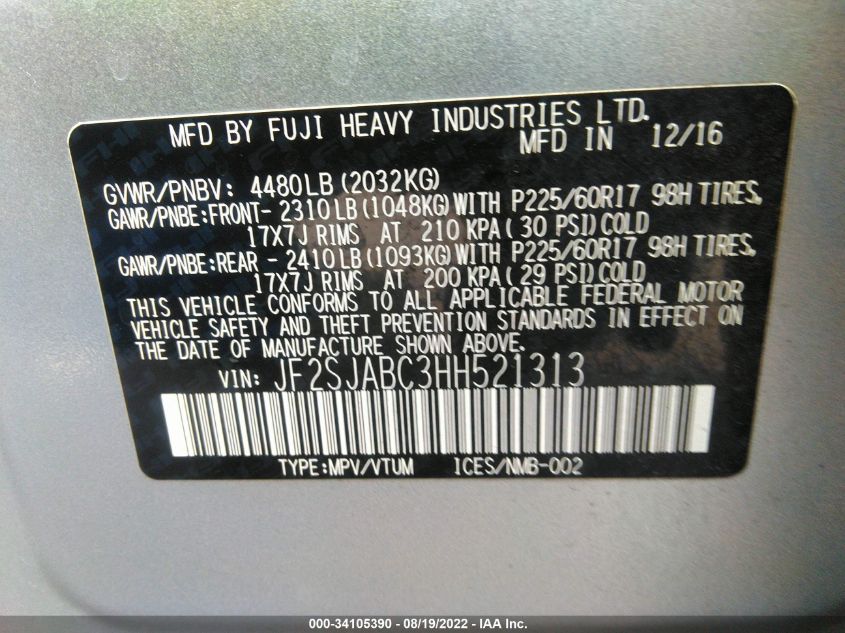 MFD BY FUJI HEAVY INDUSTRIES LTD.
MFD IN 12/16
GVWR/PNBV: 4480LB (2032KG)
GAWR/PNBE:FRONT- 2310LB (1048KG) WITH P225/60R17 98H TIRES,
17X7J RIMS AT 210 KPA ( 30 PSI) COLD
GAWR/PNBE:REAR - 2410LB (1093KG) WITH P225/60R17 98H TIRES,
17X7J RIMS AT 200 KPA ( 29 PSI) COLD
THIS VEHICLE CONFORMS TO ALL APPLICABLE FEDERAL MOTOR
VEHICLE SAFETY AND THEFT PREVENTION STANDARDS IN EFFECT ON
THE DATE OF MANUFACTURE SHOWN ABOVE.
VIN: JF2SJABC3HH521313
TYPE:MPV/VTUM ICES/NMB-002
000-34105390 - 08/19/2022 - IAA Inc.